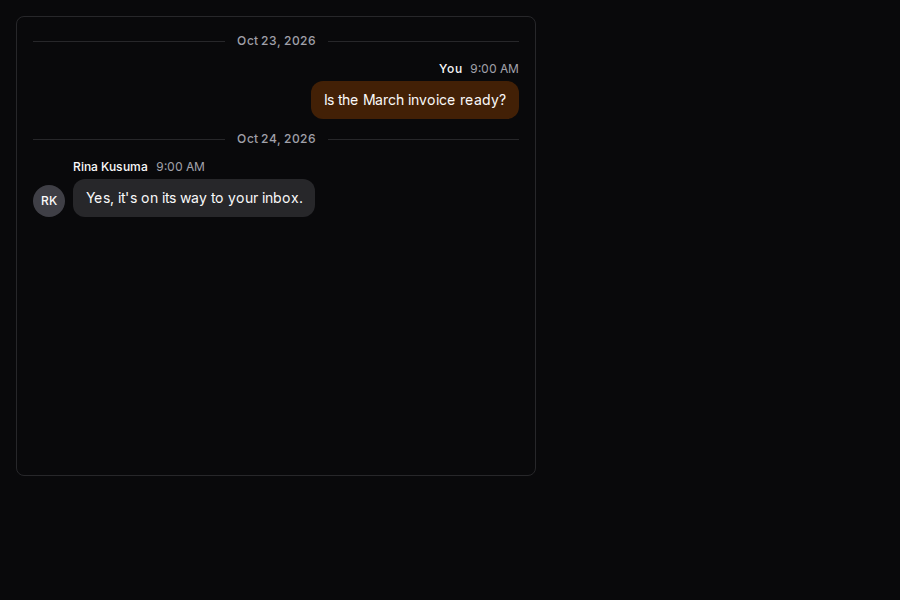 Oct 23, 2026
You 9:00 AM
Is the March invoice ready?
Oct 24, 2026
Rina Kusuma 9:00 AM
RK
Yes, it's on its way to your inbox.